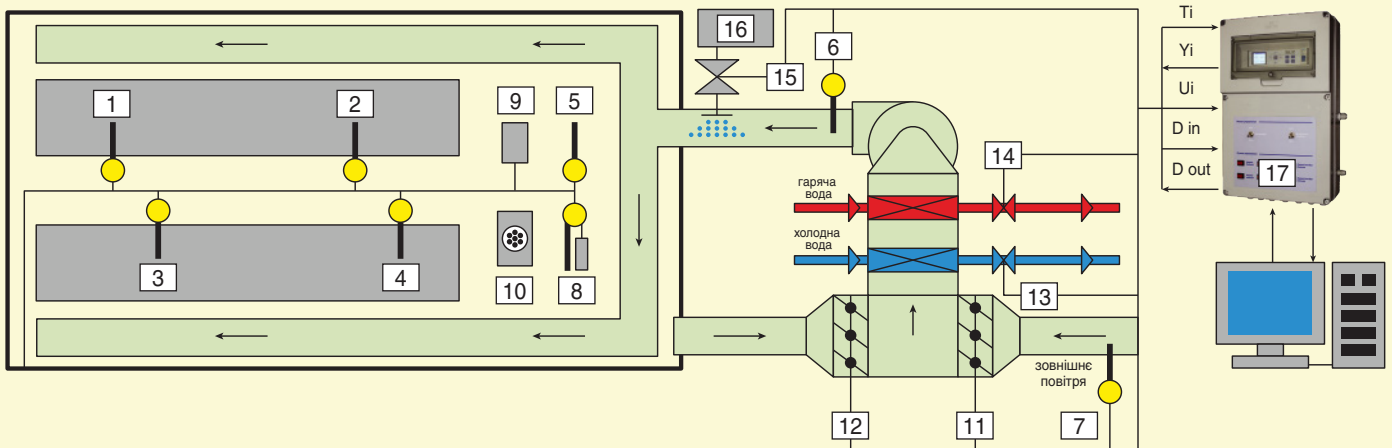 16
6
15
Ti
Yi
Ui
D in
D out
17
1
2
9
5
14
гаряча
вода
холодна
вода
3
4
10
8
13
зовнішнє
повітря
12
11
7